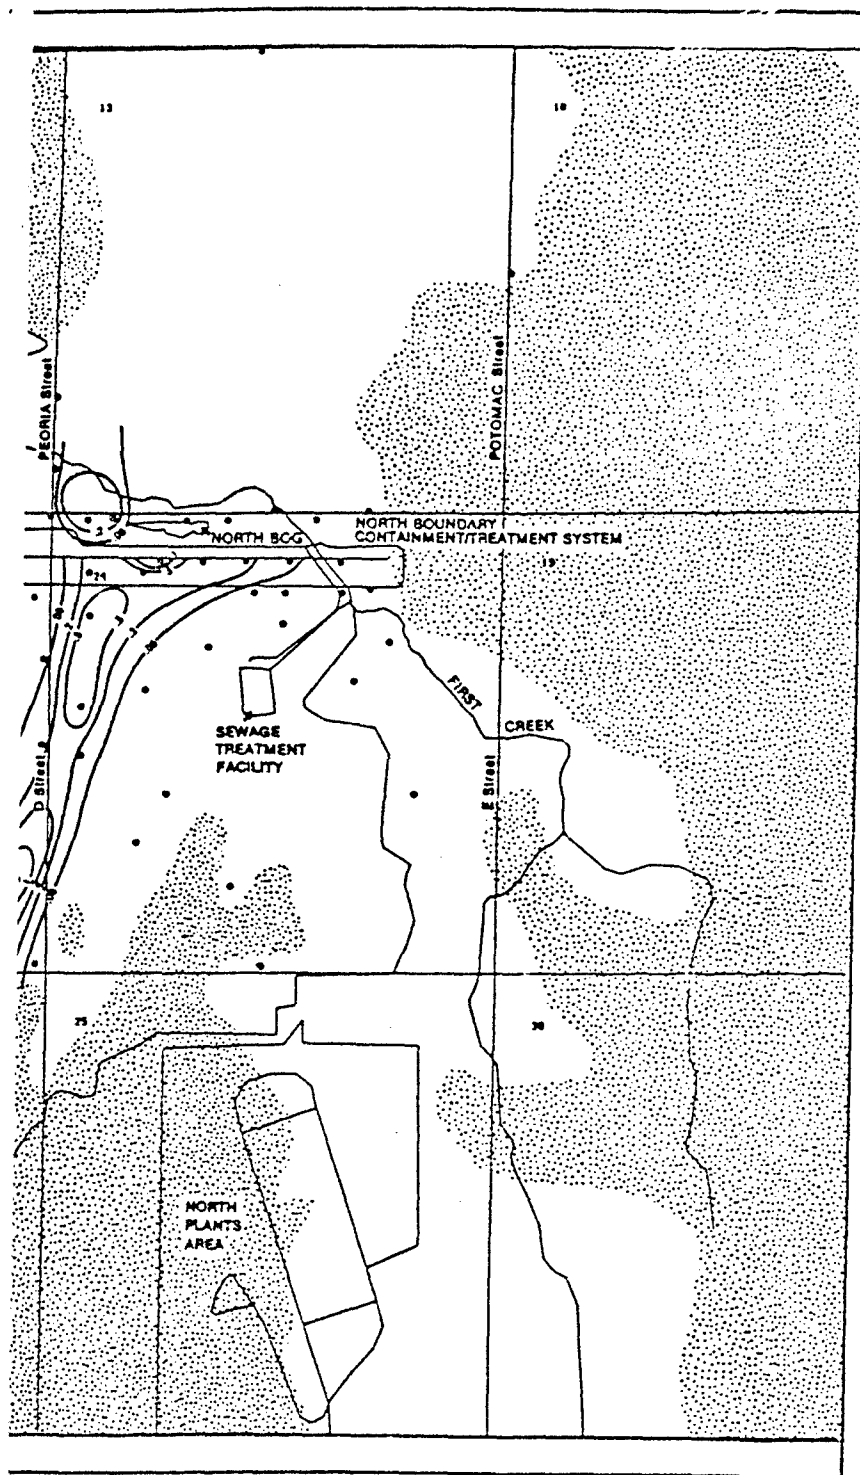 13
18
PEORIA Street
POTOMAC Street
NORTH BOUNDARY
CONTAINMENT/TREATMENT SYSTEM
NORTH BOG
19
24
FIRST
CREEK
SEWAGE
TREATMENT
FACILITY
D Street
E Street
25
30
NORTH
PLANTS
AREA